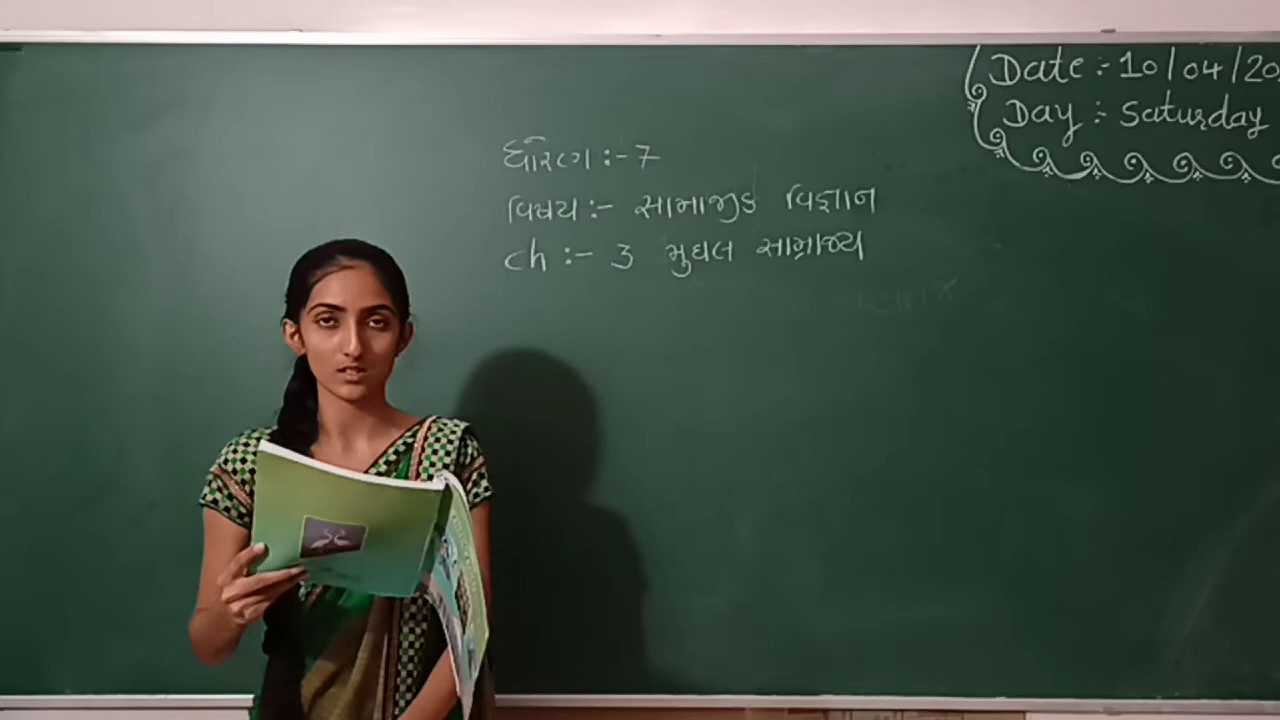 Date :- 10/04/20
Day :- Saturday
ધોરણ :- 7
વિષય :- સામાજીક વિજ્ઞાન
ch :- 3 મુઘલ સામ્રાજ્ય